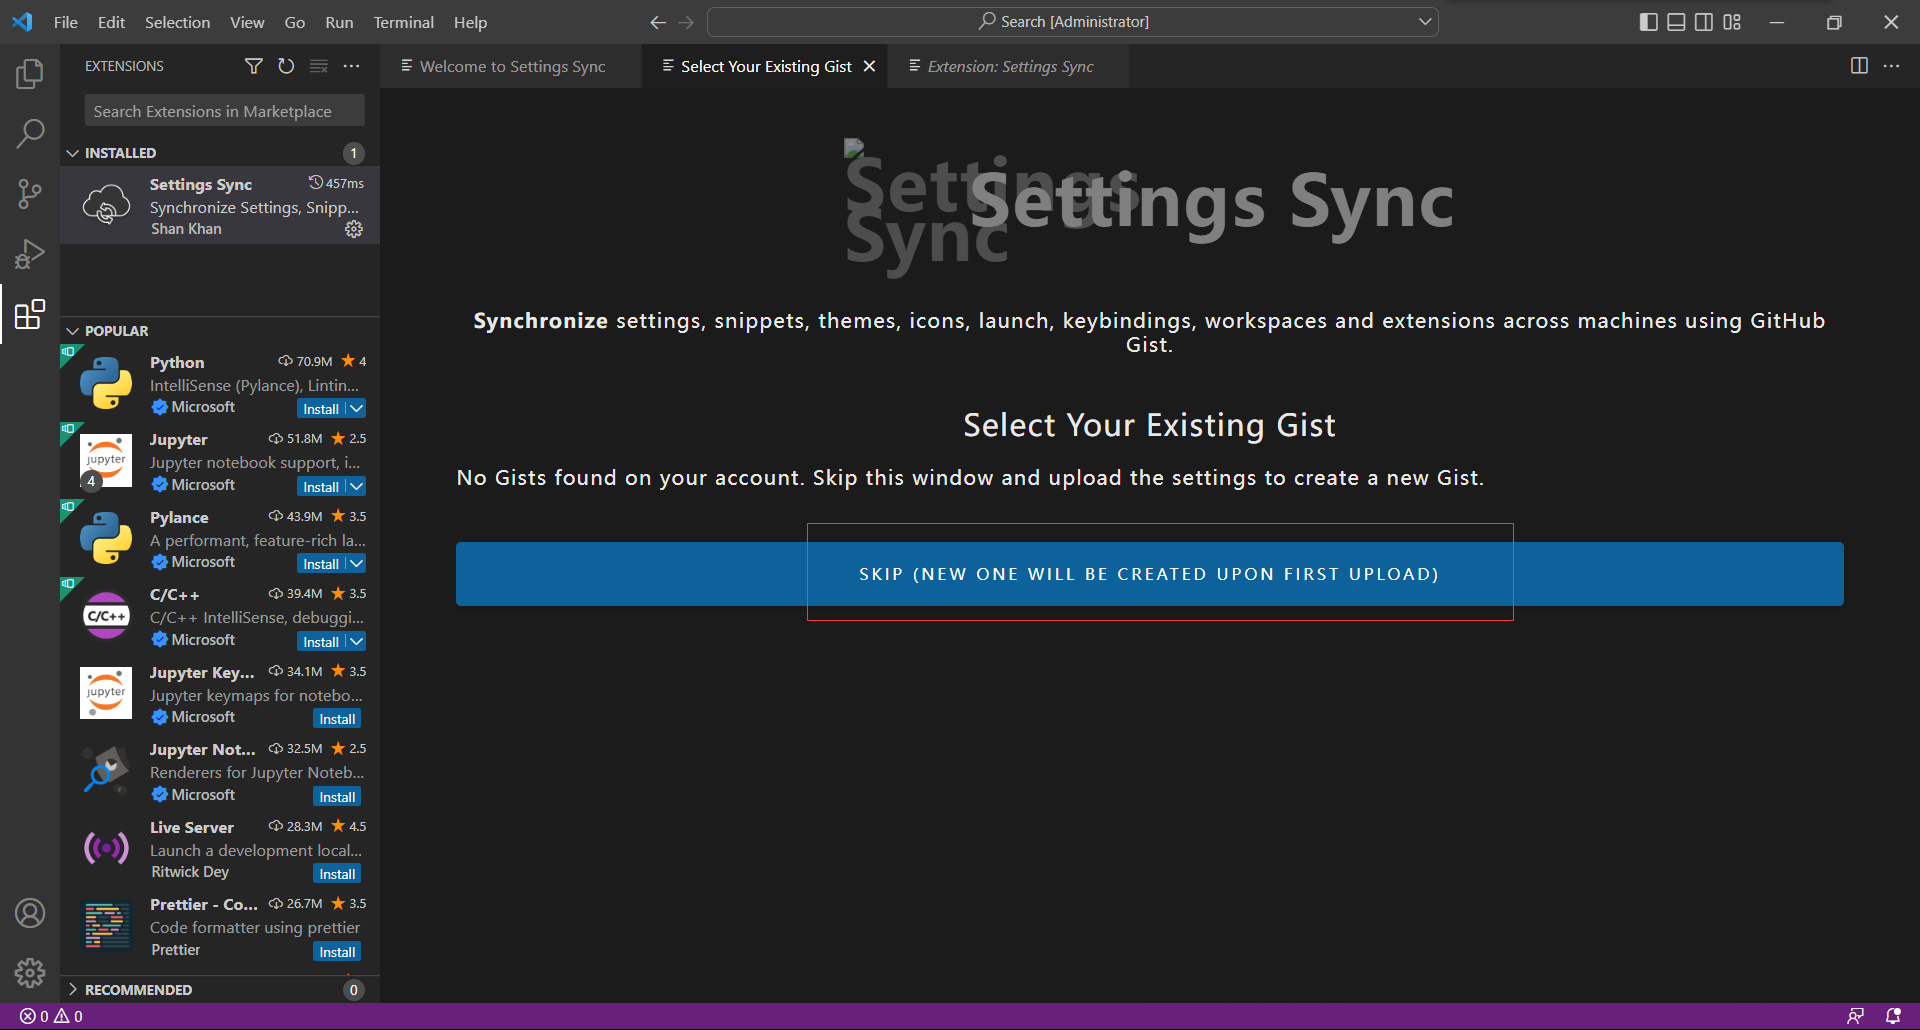 File Edit Selection View Go Run Terminal Help
Search [Administrator]
EXTENSIONS
Search Extensions in Marketplace
INSTALLED 1
Settings Sync 457ms
Synchronize Settings, Snipp...
Shan Khan
POPULAR
Python 70.9M 4
IntelliSense (Pylance), Lintin...
Microsoft Install
Jupyter 51.8M 2.5
Jupyter notebook support, i...
4 Microsoft Install
Pylance 43.9M 3.5
A performant, feature-rich la...
Microsoft Install
C/C++ 39.4M 3.5
C/C++
C/C++ IntelliSense, debuggi...
Microsoft Install
Jupyter Key... 34.1M 3.5
jupyter
Jupyter keymaps for notebo...
Microsoft Install
Jupyter Not... 32.5M 2.5
Renderers for Jupyter Noteb...
Microsoft Install
Live Server 28.3M 4.5
Launch a development local...
Ritwick Dey Install
Prettier - Co... 26.7M 3.5
Code formatter using prettier
Prettier Install
RECOMMENDED 0
Welcome to Settings Sync Select Your Existing Gist Extension: Settings Sync
Settings
Sync
Settings Sync
Synchronize settings, snippets, themes, icons, launch, keybindings, workspaces and extensions across machines using GitHub
Gist.
Select Your Existing Gist
No Gists found on your account. Skip this window and upload the settings to create a new Gist.
SKIP (NEW ONE WILL BE CREATED UPON FIRST UPLOAD)
0 0